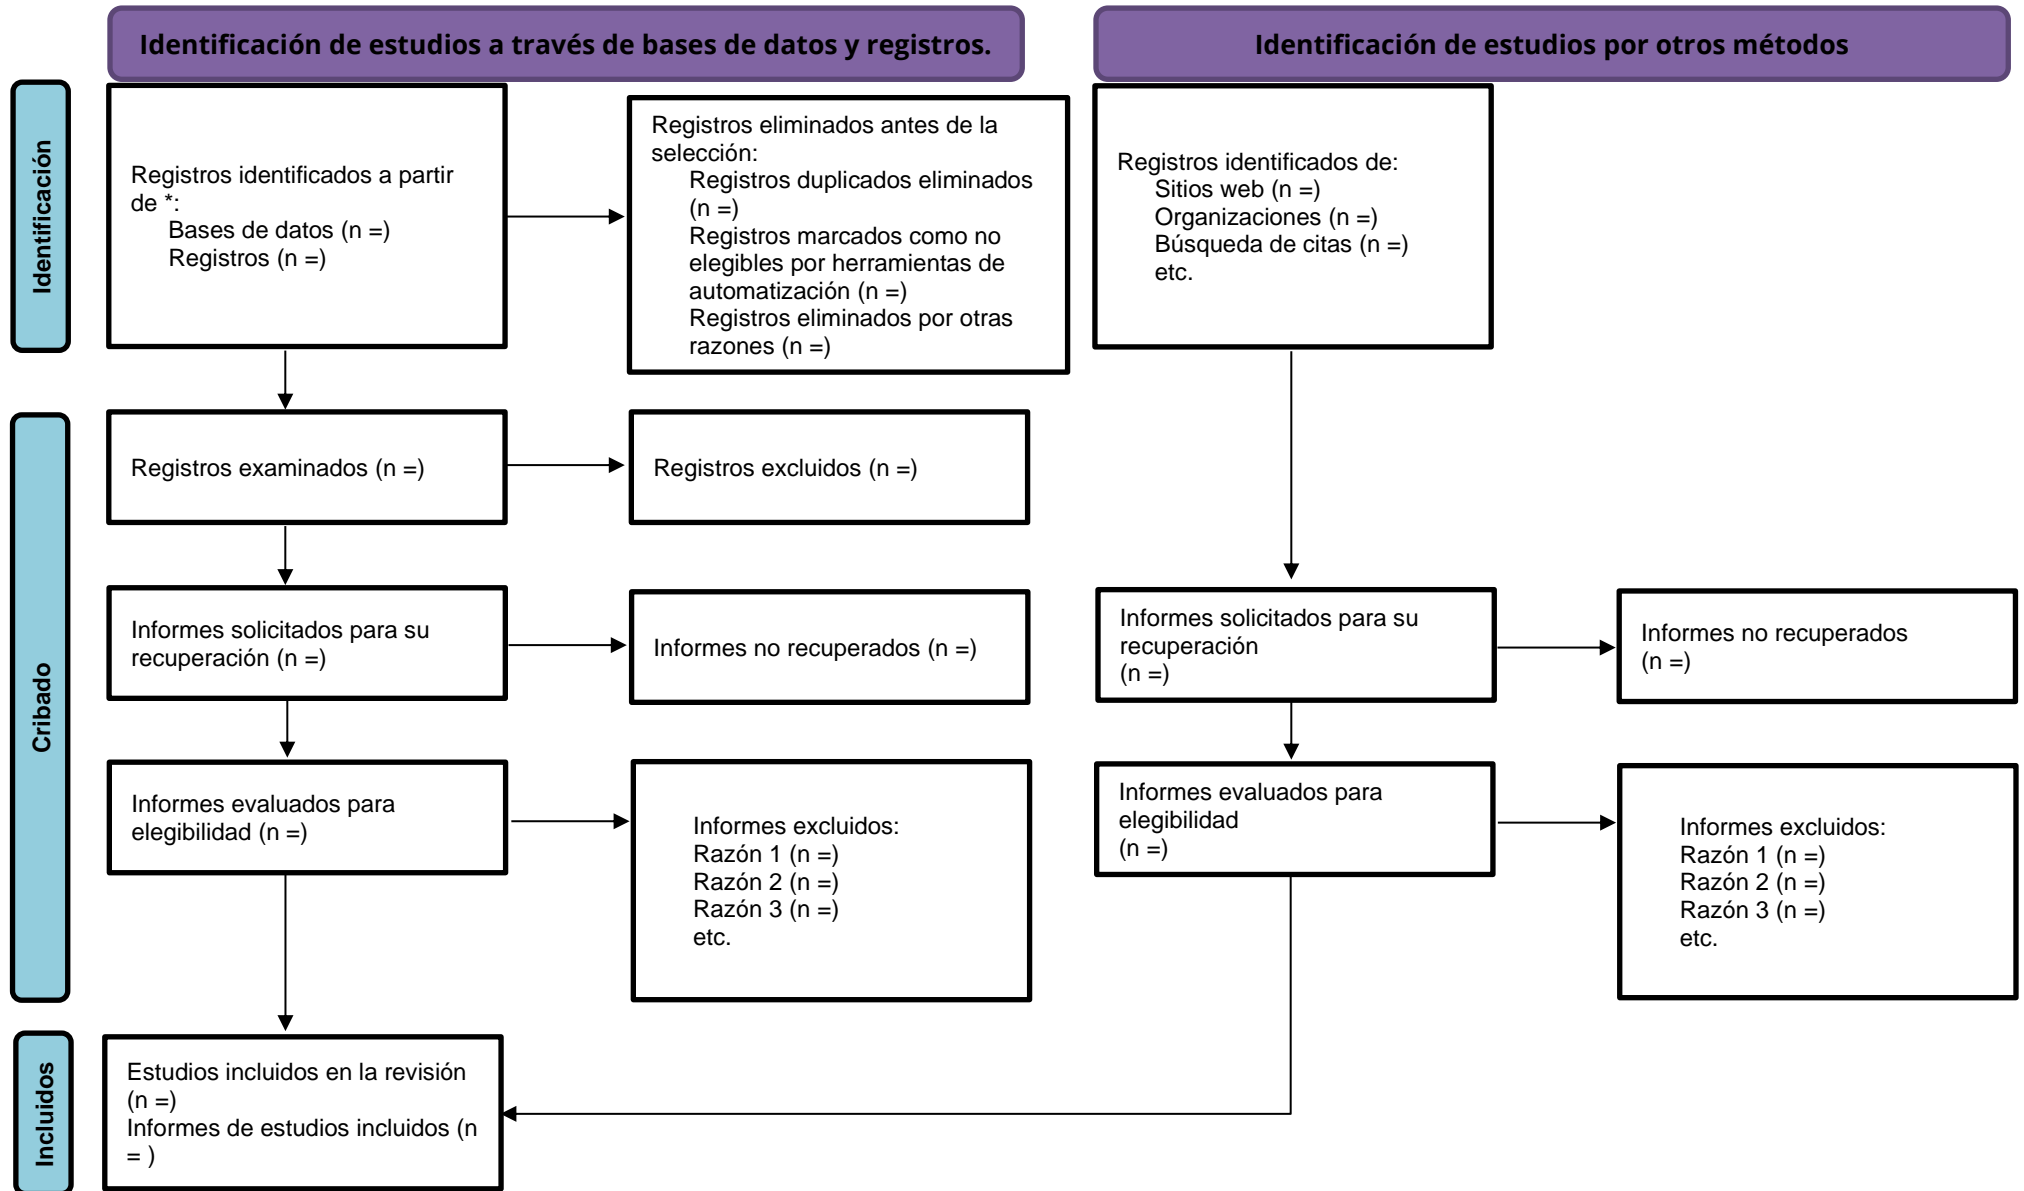 Identificación de estudios a través de bases de datos y registros.
Identificación de estudios por otros métodos
Identificación
Registros identificados a partir
de *:
Bases de datos (n =)
Registros (n =)
Registros eliminados antes de la
selección:
Registros duplicados eliminados
(n =)
Registros marcados como no
elegibles por herramientas de
automatización (n =)
Registros eliminados por otras
razones (n =)
Registros identificados de:
Sitios web (n =)
Organizaciones (n =)
Búsqueda de citas (n =)
etc.
Cribado
Registros examinados (n =)
Registros excluidos (n =)
Informes solicitados para su
recuperación (n =)
Informes no recuperados (n =)
Informes solicitados para su
recuperación
(n =)
Informes no recuperados
(n =)
Informes evaluados para
elegibilidad (n =)
Informes excluidos:
Razón 1 (n =)
Razón 2 (n =)
Razón 3 (n =)
etc.
Informes evaluados para
elegibilidad
(n =)
Informes excluidos:
Razón 1 (n =)
Razón 2 (n =)
Razón 3 (n =)
etc.
Incluidos
Estudios incluidos en la revisión
(n =)
Informes de estudios incluidos (n
= )